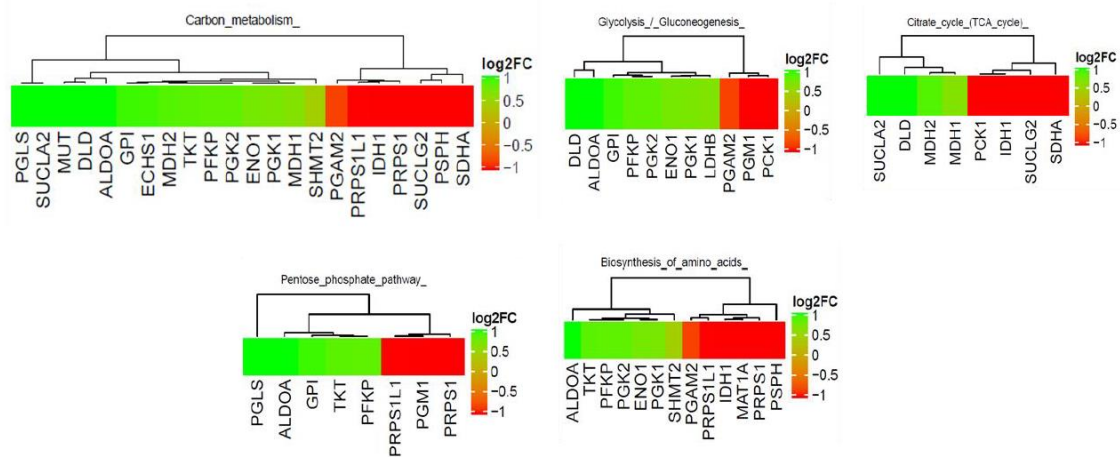 Carbon_metabolism_
log2FC
1
0.5
0
−0.5
−1
PGLS
SUCLA2
MUT
DLD
ALDOA
GPI
ECHS1
MDH2
TKT
PFKP
PGK2
ENO1
PGK1
MDH1
SHMT2
PGAM2
PRPS1L1
IDH1
PRPS1
SUCLG2
PSPH
SDHA
Glycolysis_/_Gluconeogenesis_
log2FC
1
0.5
0
−0.5
−1
DLD
ALDOA
GPI
PFKP
PGK2
ENO1
PGK1
LDHB
PGAM2
PGM1
PCK1
Citrate_cycle_(TCA_cycle)_
log2FC
1
0.5
0
−0.5
−1
SUCLA2
DLD
MDH2
MDH1
PCK1
IDH1
SUCLG2
SDHA
Pentose_phosphate_pathway_
log2FC
1
0.5
0
−0.5
−1
PGLS
ALDOA
GPI
TKT
PFKP
PRPS1L1
PGM1
PRPS1
Biosynthesis_of_amino_acids_
log2FC
1
0.5
0
−0.5
−1
ALDOA
TKT
PFKP
PGK2
ENO1
PGK1
SHMT2
PGAM2
PRPS1L1
IDH1
MAT1A
PRPS1
PSPH